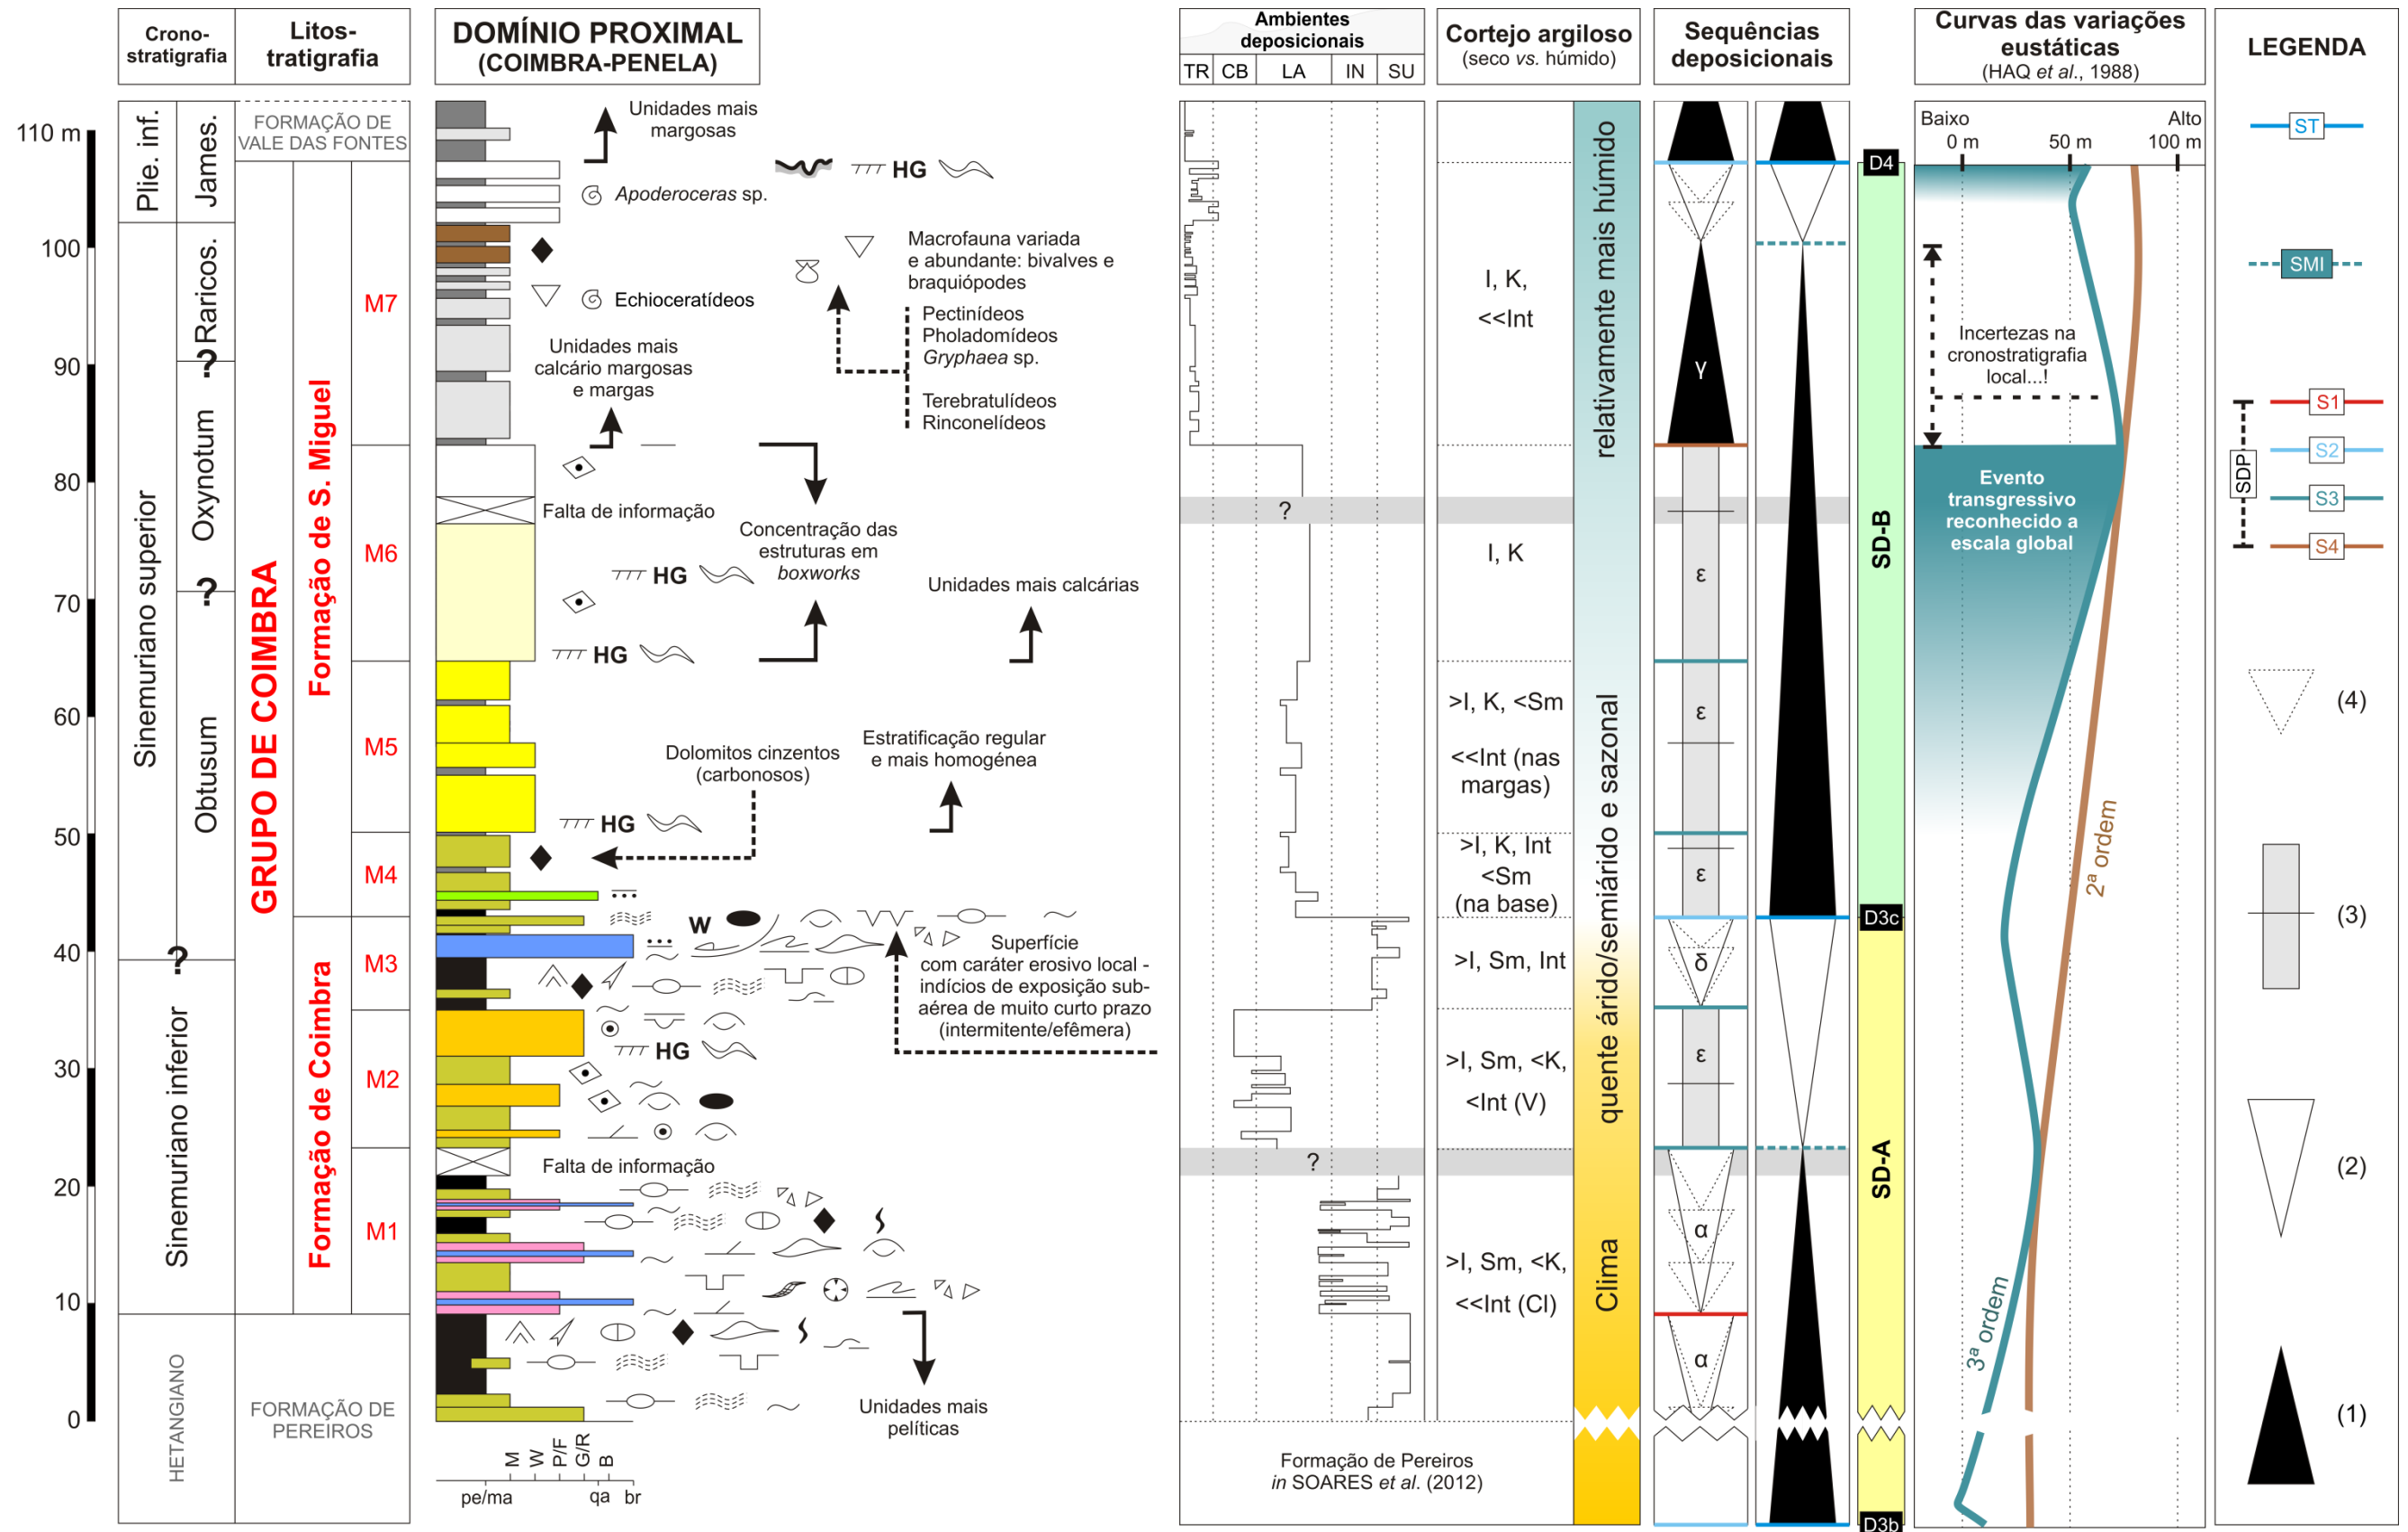 Crono-
stratigrafia
Litos-
tratigrafia
DOMÍNIO PROXIMAL
(COIMBRA-PENELA)
Ambientes
deposicionais
TR CB LA IN SU
Cortejo argiloso
(seco vs. húmido)
Sequências
deposicionais
Curvas das variações
eustáticas
(HAQ et al., 1988)
LEGENDA
110 m
100
90
80
70
60
50
40
30
20
10
0
Plie. inf.
Sinemuriano superior
Sinemuriano inferior
HETANGIANO
James.
Raricos.
?
Oxynotum
?
Obtusum
?
FORMAÇÃO DE
VALE DAS FONTES
GRUPO DE COIMBRA
Formação de S. Miguel
Formação de Coimbra
M7
M6
M5
M4
M3
M2
M1
FORMAÇÃO DE
PEREIROS
Unidades mais
margosas
HG
Apoderoceras sp.
Macrofauna variada
e abundante: bivalves e
braquiópodes
Echioceratídeos
Pectinídeos
Pholadomídeos
Gryphaea sp.
Terebratulídeos
Rinconelídeos
Unidades mais
calcário margosas
e margas
Falta de informação
Concentração das
estruturas em
boxworks
HG
Unidades mais calcárias
HG
Dolomitos cinzentos
(carbonosos)
Estratificação regular
e mais homogénea
HG
W
Superfície
com caráter erosivo local -
indícios de exposição sub-
aérea de muito curto prazo
(intermitente/efêmera)
HG
Falta de informação
Unidades mais
pelíticas
M
W
P/F
G/R
B
pe/ma
qa
br
?
?
Formação de Pereiros
in SOARES et al. (2012)
I, K,
<<Int
I, K
>I, K, <Sm
<<Int (nas
margas)
>I, K, Int
<Sm
(na base)
>I, Sm, Int
>I, Sm, <K,
<Int (V)
>I, Sm, <K,
<<Int (Cl)
relativamente mais húmido
quente árido/semiárido e sazonal
Clima
γ
ε
ε
ε
δ
ε
α
α
D4
SD-B
D3c
SD-A
D3b
Baixo
Alto
0 m
50 m
100 m
Incertezas na
cronostratigrafia
local...!
Evento
transgressivo
reconhecido a
escala global
2ª ordem
3ª ordem
ST
SMI
SDP
S1
S2
S3
S4
(4)
(3)
(2)
(1)